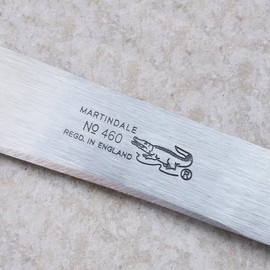 MARTINDALE
No 460
REGD. IN ENGLAND
®